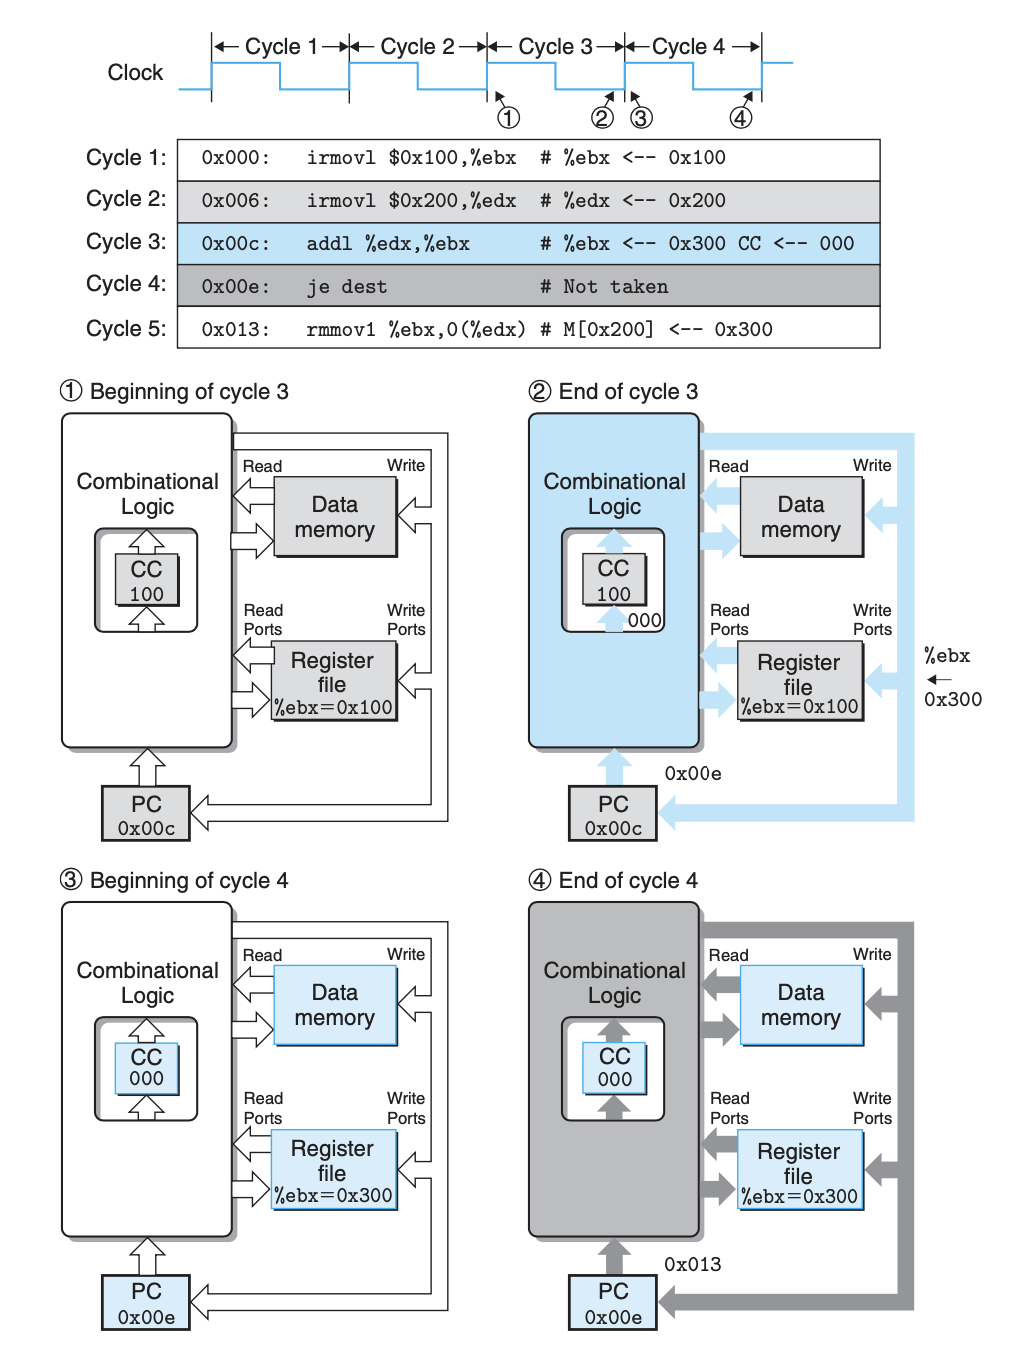 Cycle 1 Cycle 2 Cycle 3 Cycle 4
Clock
① ② ③ ④
Cycle 1: 0x000: irmovl $0x100,%ebx # %ebx <-- 0x100
Cycle 2: 0x006: irmovl $0x200,%edx # %edx <-- 0x200
Cycle 3: 0x00c: addl %edx,%ebx # %ebx <-- 0x300 CC <-- 000
Cycle 4: 0x00e: je dest # Not taken
Cycle 5: 0x013: rmmovl %ebx,0(%edx) # M[0x200] <-- 0x300
① Beginning of cycle 3
Combinational
Logic
CC
100
Read
Write
Data
memory
Read
Ports
Write
Ports
Register
file
%ebx=0x100
PC
0x00c
② End of cycle 3
Combinational
Logic
CC
100
000
Read
Write
Data
memory
Read
Ports
Write
Ports
Register
file
%ebx=0x100
%ebx
0x300
0x00e
PC
0x00c
③ Beginning of cycle 4
Combinational
Logic
CC
000
Read
Write
Data
memory
Read
Ports
Write
Ports
Register
file
%ebx=0x300
PC
0x00e
④ End of cycle 4
Combinational
Logic
CC
000
Read
Write
Data
memory
Read
Ports
Write
Ports
Register
file
%ebx=0x300
0x013
PC
0x00e